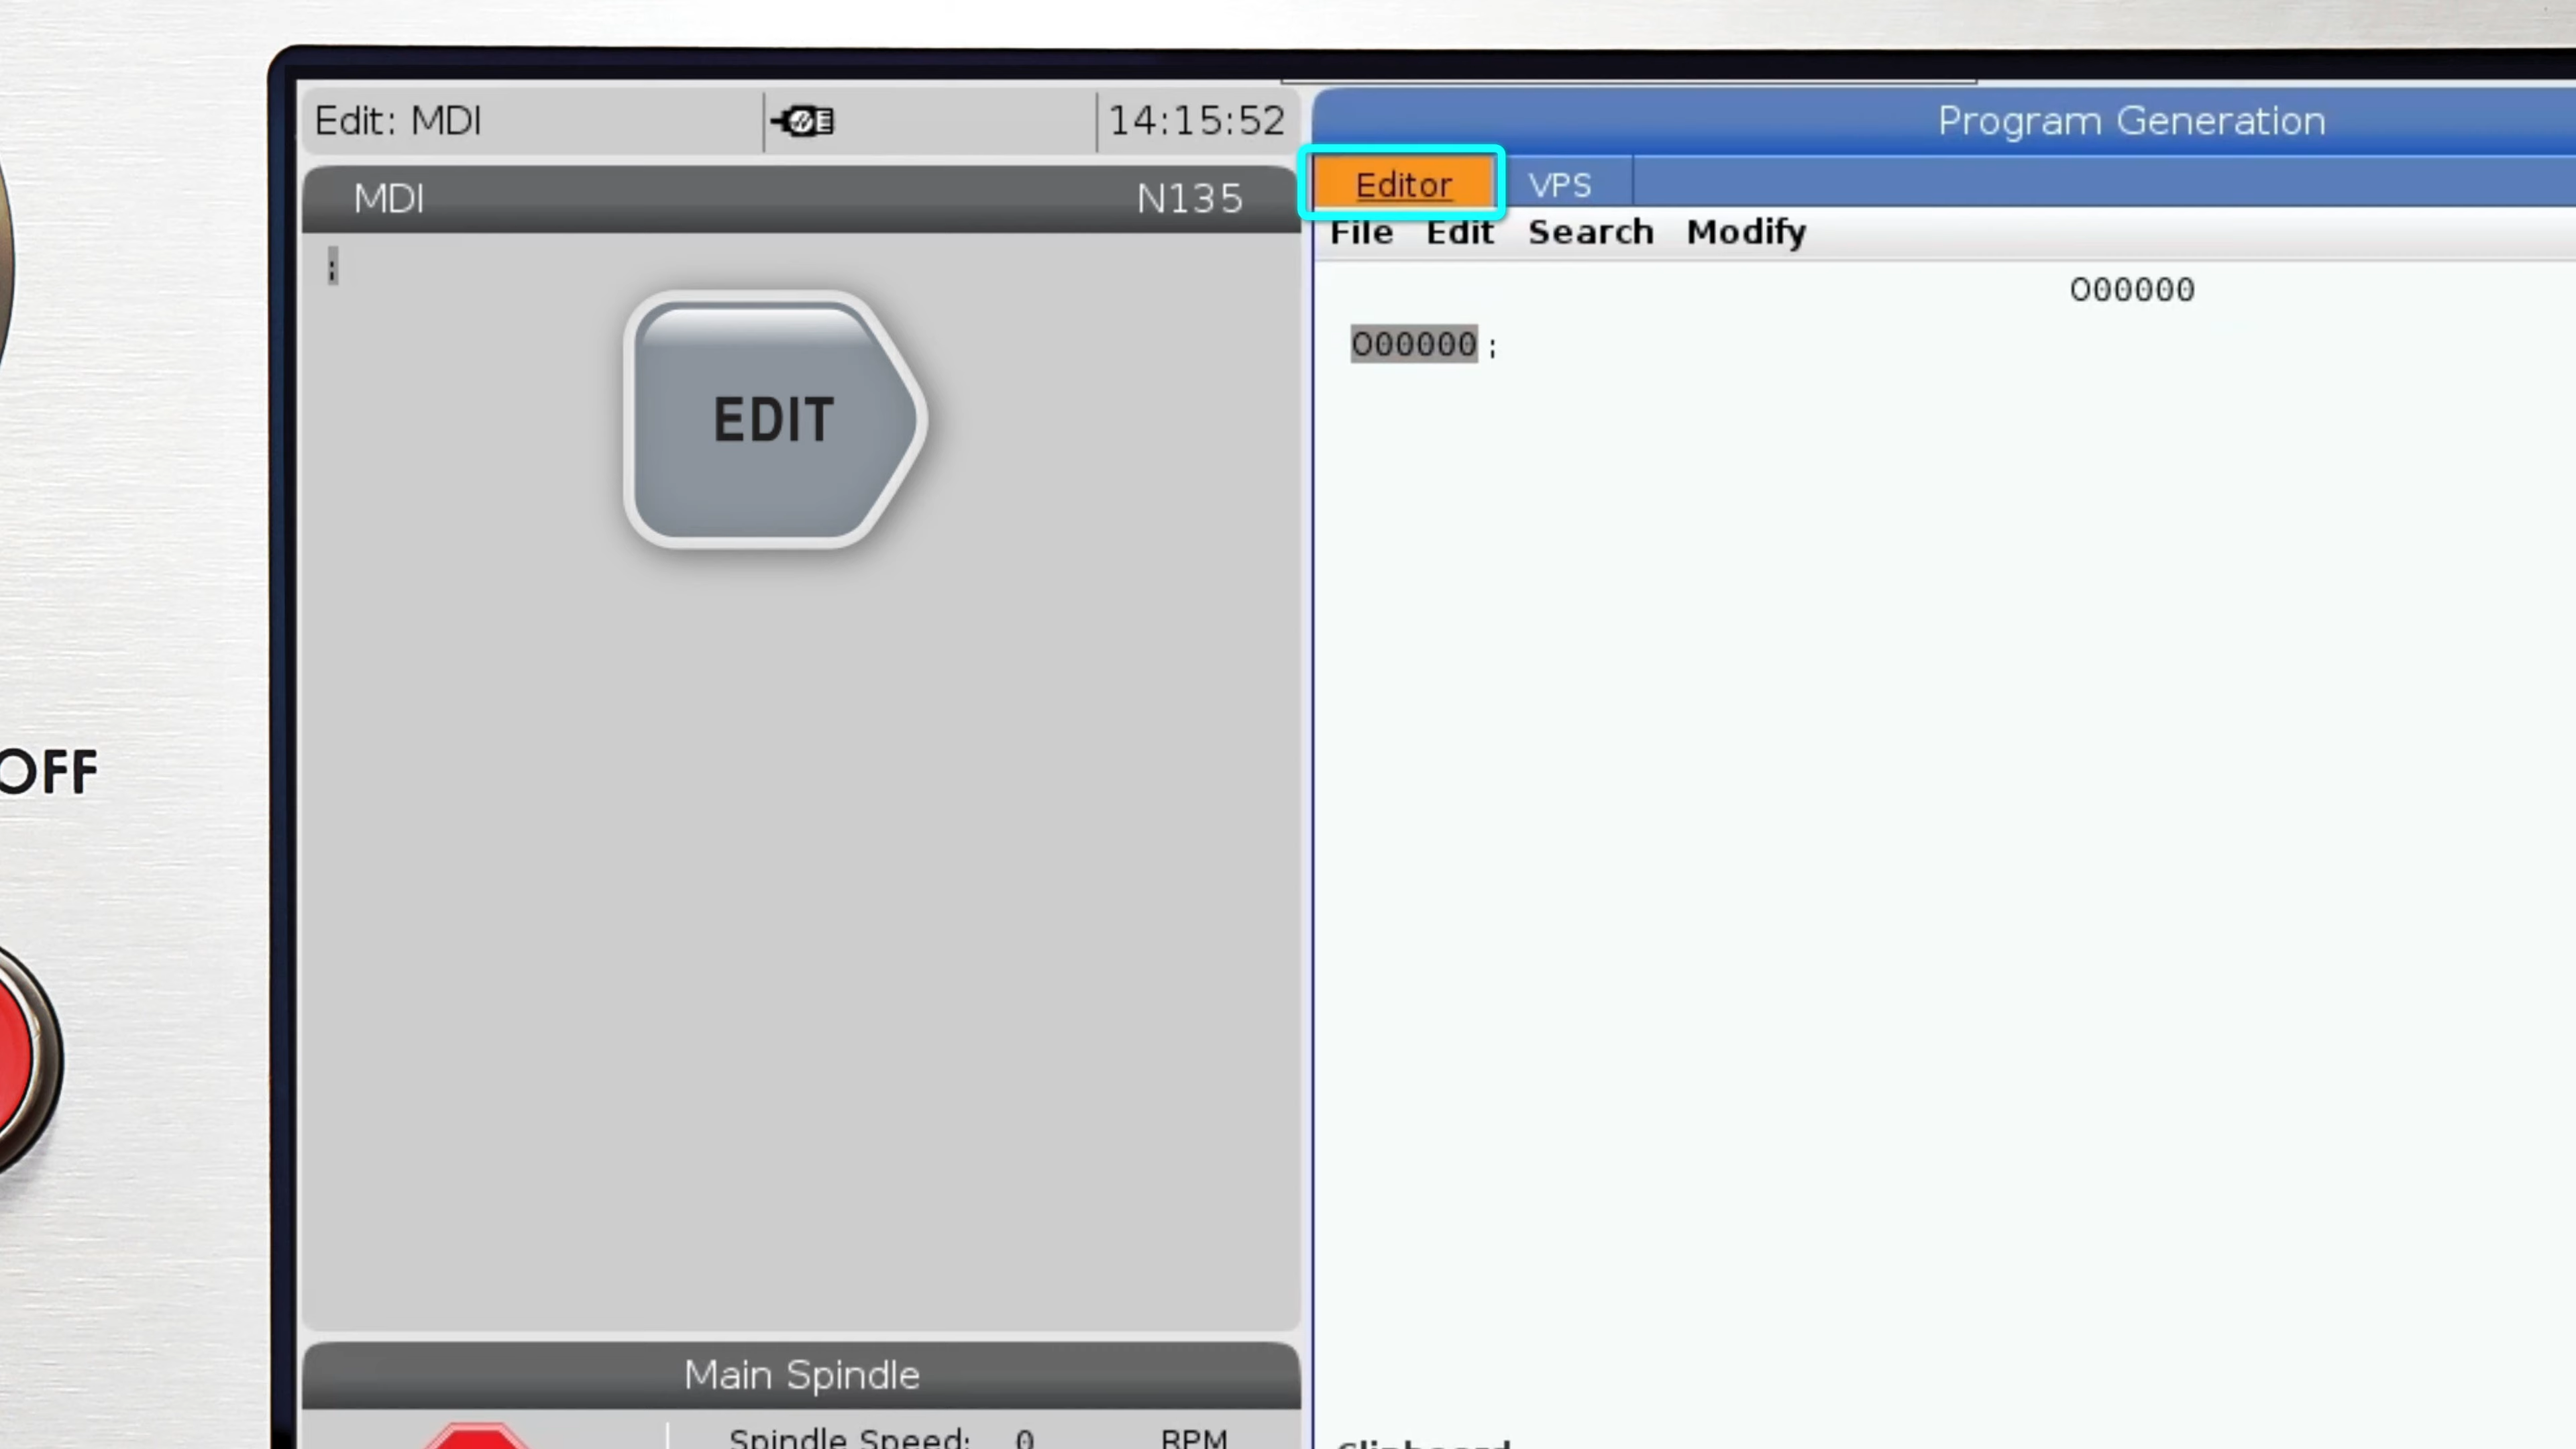 Edit: MDI
14:15:52
MDI
N135
;
EDIT
OFF
Main Spindle
Spindle Speed: 0 RPM
Program Generation
Editor
VPS
File Edit Search Modify
O00000
O00000 ;
Clipboard